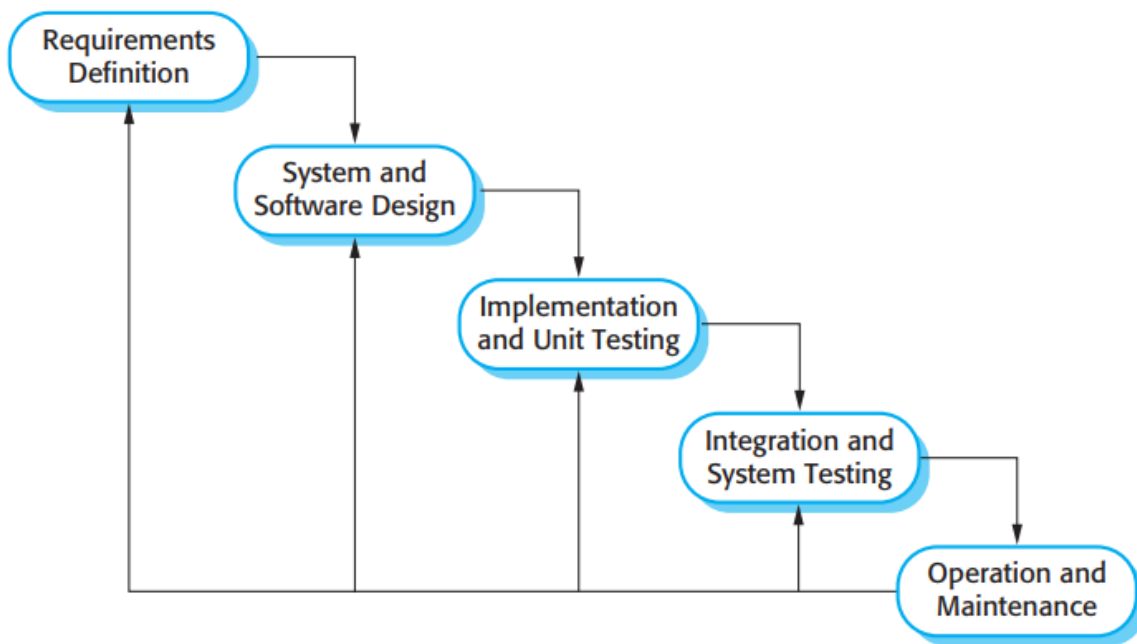 Requirements
Definition
System and
Software Design
Implementation
and Unit Testing
Integration and
System Testing
Operation and
Maintenance